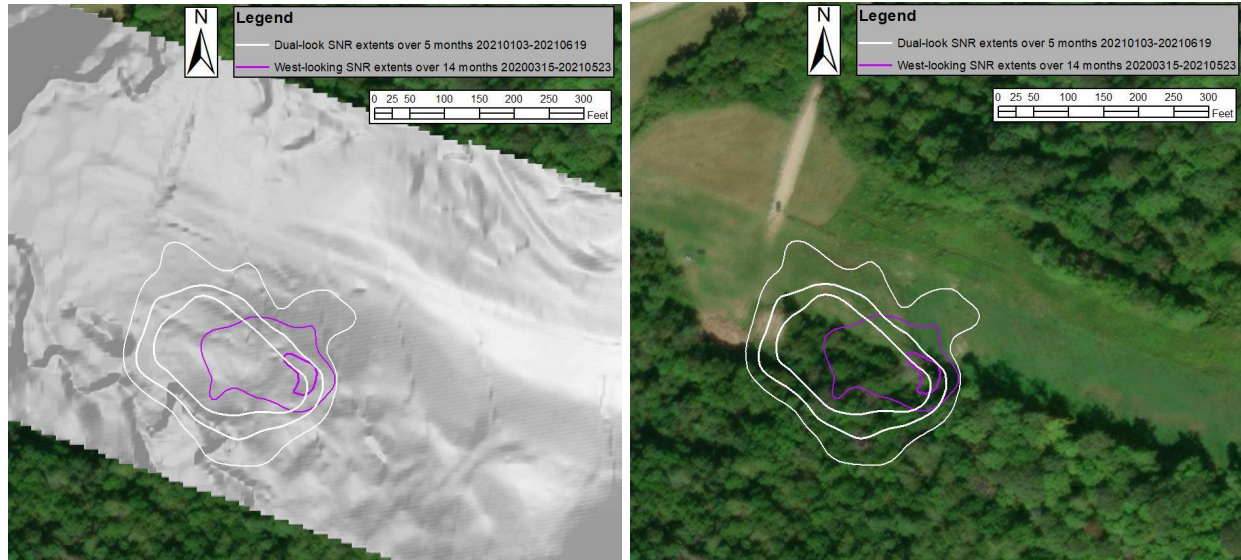 N
Legend
Dual-look SNR extents over 5 months 20210103-20210619
West-looking SNR extents over 14 months 20200315-20210523
0 25 50 100 150 200 250 300
Feet
N
Legend
Dual-look SNR extents over 5 months 20210103-20210619
West-looking SNR extents over 14 months 20200315-20210523
0 25 50 100 150 200 250 300
Feet